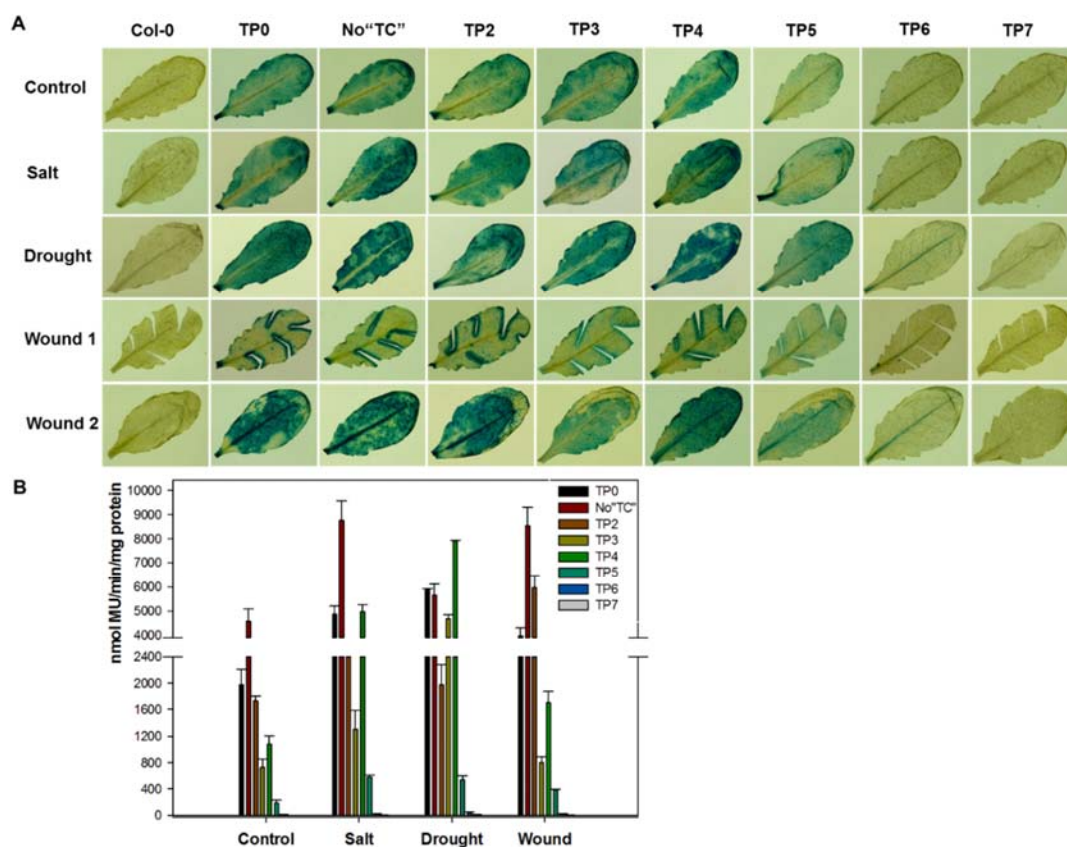 A
Col-0 TP0 No“TC” TP2 TP3 TP4 TP5 TP6 TP7
Control
Salt
Drought
Wound 1
Wound 2
B
nmol MU/min/mg protein
10000
9000
8000
7000
6000
5000
4000
2400
2000
1600
1200
800
400
0
TP0
No"TC"
TP2
TP3
TP4
TP5
TP6
TP7
Control Salt Drought Wound